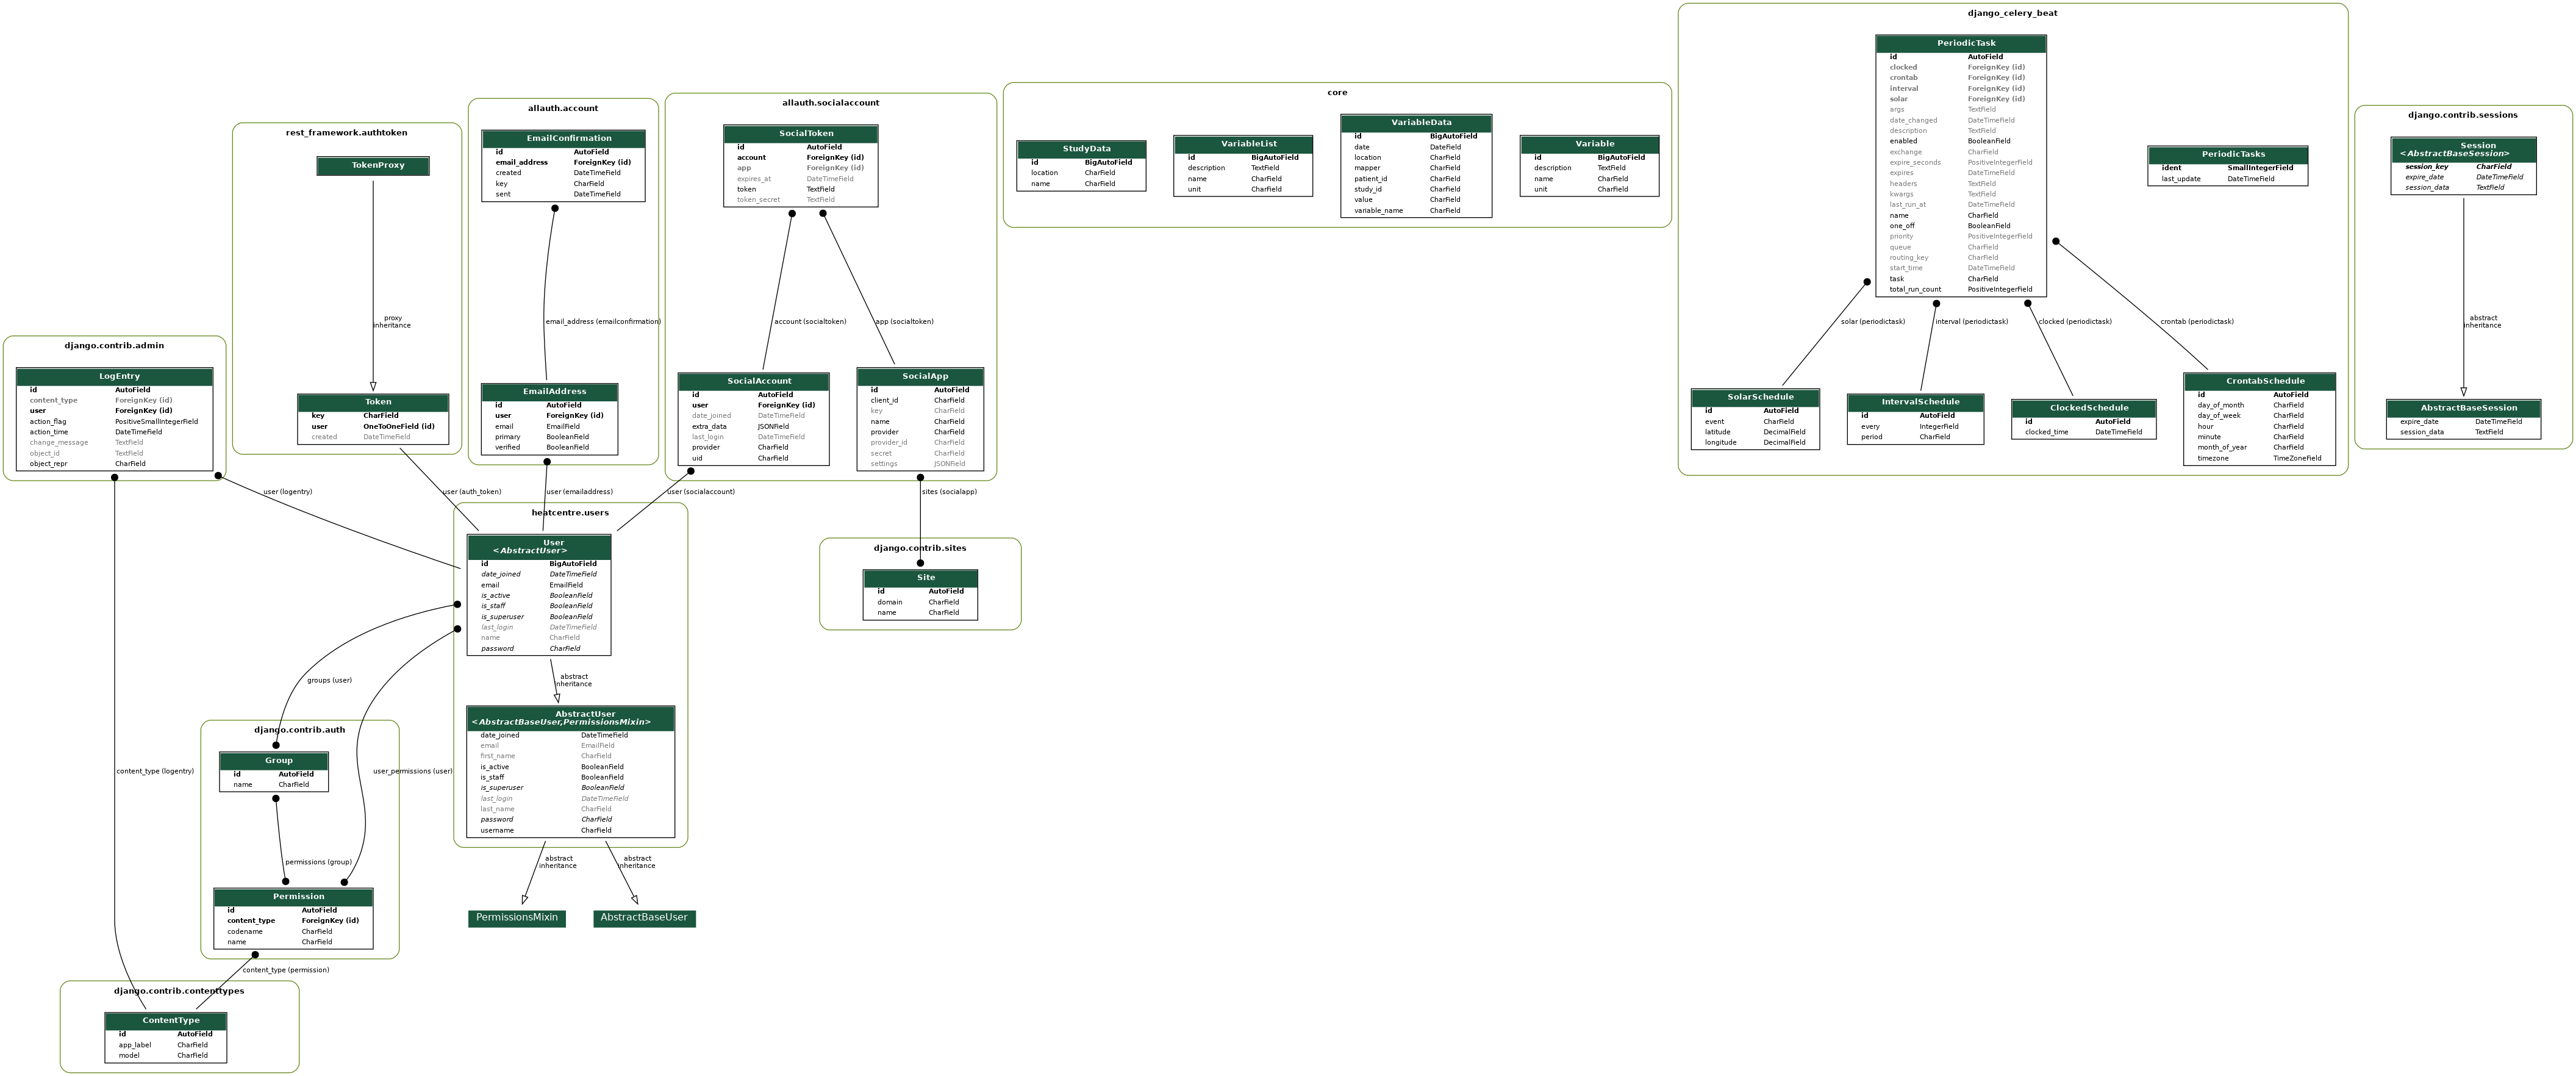 django_celery_beat
PeriodicTask
id AutoField
clocked ForeignKey (id)
crontab ForeignKey (id)
interval ForeignKey (id)
solar ForeignKey (id)
args TextField
date_changed DateTimeField
description TextField
enabled BooleanField
exchange CharField
expire_seconds PositiveIntegerField
expires DateTimeField
headers TextField
kwargs TextField
last_run_at DateTimeField
name CharField
one_off BooleanField
priority PositiveIntegerField
queue CharField
routing_key CharField
start_time DateTimeField
task CharField
total_run_count PositiveIntegerField
PeriodicTasks
ident SmallIntegerField
last_update DateTimeField
solar (periodictask)
interval (periodictask)
clocked (periodictask)
crontab (periodictask)
SolarSchedule
id AutoField
event CharField
latitude DecimalField
longitude DecimalField
IntervalSchedule
id AutoField
every IntegerField
period CharField
ClockedSchedule
id AutoField
clocked_time DateTimeField
CrontabSchedule
id AutoField
day_of_month CharField
day_of_week CharField
hour CharField
minute CharField
month_of_year CharField
timezone TimeZoneField
django.contrib.sessions
Session
<AbstractBaseSession>
session_key CharField
expire_date DateTimeField
session_data TextField
abstract
inheritance
AbstractBaseSession
expire_date DateTimeField
session_data TextField
core
StudyData
id BigAutoField
location CharField
name CharField
VariableList
id BigAutoField
description TextField
name CharField
unit CharField
VariableData
id BigAutoField
date DateField
location CharField
mapper CharField
patient_id CharField
study_id CharField
value CharField
variable_name CharField
Variable
id BigAutoField
description TextField
name CharField
unit CharField
allauth.socialaccount
SocialToken
id AutoField
account ForeignKey (id)
app ForeignKey (id)
expires_at DateTimeField
token TextField
token_secret TextField
account (socialtoken)
app (socialtoken)
SocialAccount
id AutoField
user ForeignKey (id)
date_joined DateTimeField
extra_data JSONField
last_login DateTimeField
provider CharField
uid CharField
SocialApp
id AutoField
client_id CharField
key CharField
name CharField
provider CharField
provider_id CharField
secret CharField
settings JSONField
allauth.account
EmailConfirmation
id AutoField
email_address ForeignKey (id)
created DateTimeField
key CharField
sent DateTimeField
email_address (emailconfirmation)
EmailAddress
id AutoField
user ForeignKey (id)
email EmailField
primary BooleanField
verified BooleanField
rest_framework.authtoken
TokenProxy
proxy
inheritance
Token
key CharField
user OneToOneField (id)
created DateTimeField
django.contrib.admin
LogEntry
id AutoField
content_type ForeignKey (id)
user ForeignKey (id)
action_flag PositiveSmallIntegerField
action_time DateTimeField
change_message TextField
object_id TextField
object_repr CharField
user (logentry)
user (auth_token)
user (emailaddress)
user (socialaccount)
sites (socialapp)
heatcentre.users
User
<AbstractUser>
id BigAutoField
date_joined DateTimeField
email EmailField
is_active BooleanField
is_staff BooleanField
is_superuser BooleanField
last_login DateTimeField
name CharField
password CharField
abstract
inheritance
AbstractUser
<AbstractBaseUser,PermissionsMixin>
date_joined DateTimeField
email EmailField
first_name CharField
is_active BooleanField
is_staff BooleanField
is_superuser BooleanField
last_login DateTimeField
last_name CharField
password CharField
username CharField
abstract
inheritance
abstract
inheritance
PermissionsMixin
AbstractBaseUser
django.contrib.sites
Site
id AutoField
domain CharField
name CharField
groups (user)
content_type (logentry)
user_permissions (user)
django.contrib.auth
Group
id AutoField
name CharField
permissions (group)
Permission
id AutoField
content_type ForeignKey (id)
codename CharField
name CharField
content_type (permission)
django.contrib.contenttypes
ContentType
id AutoField
app_label CharField
model CharField